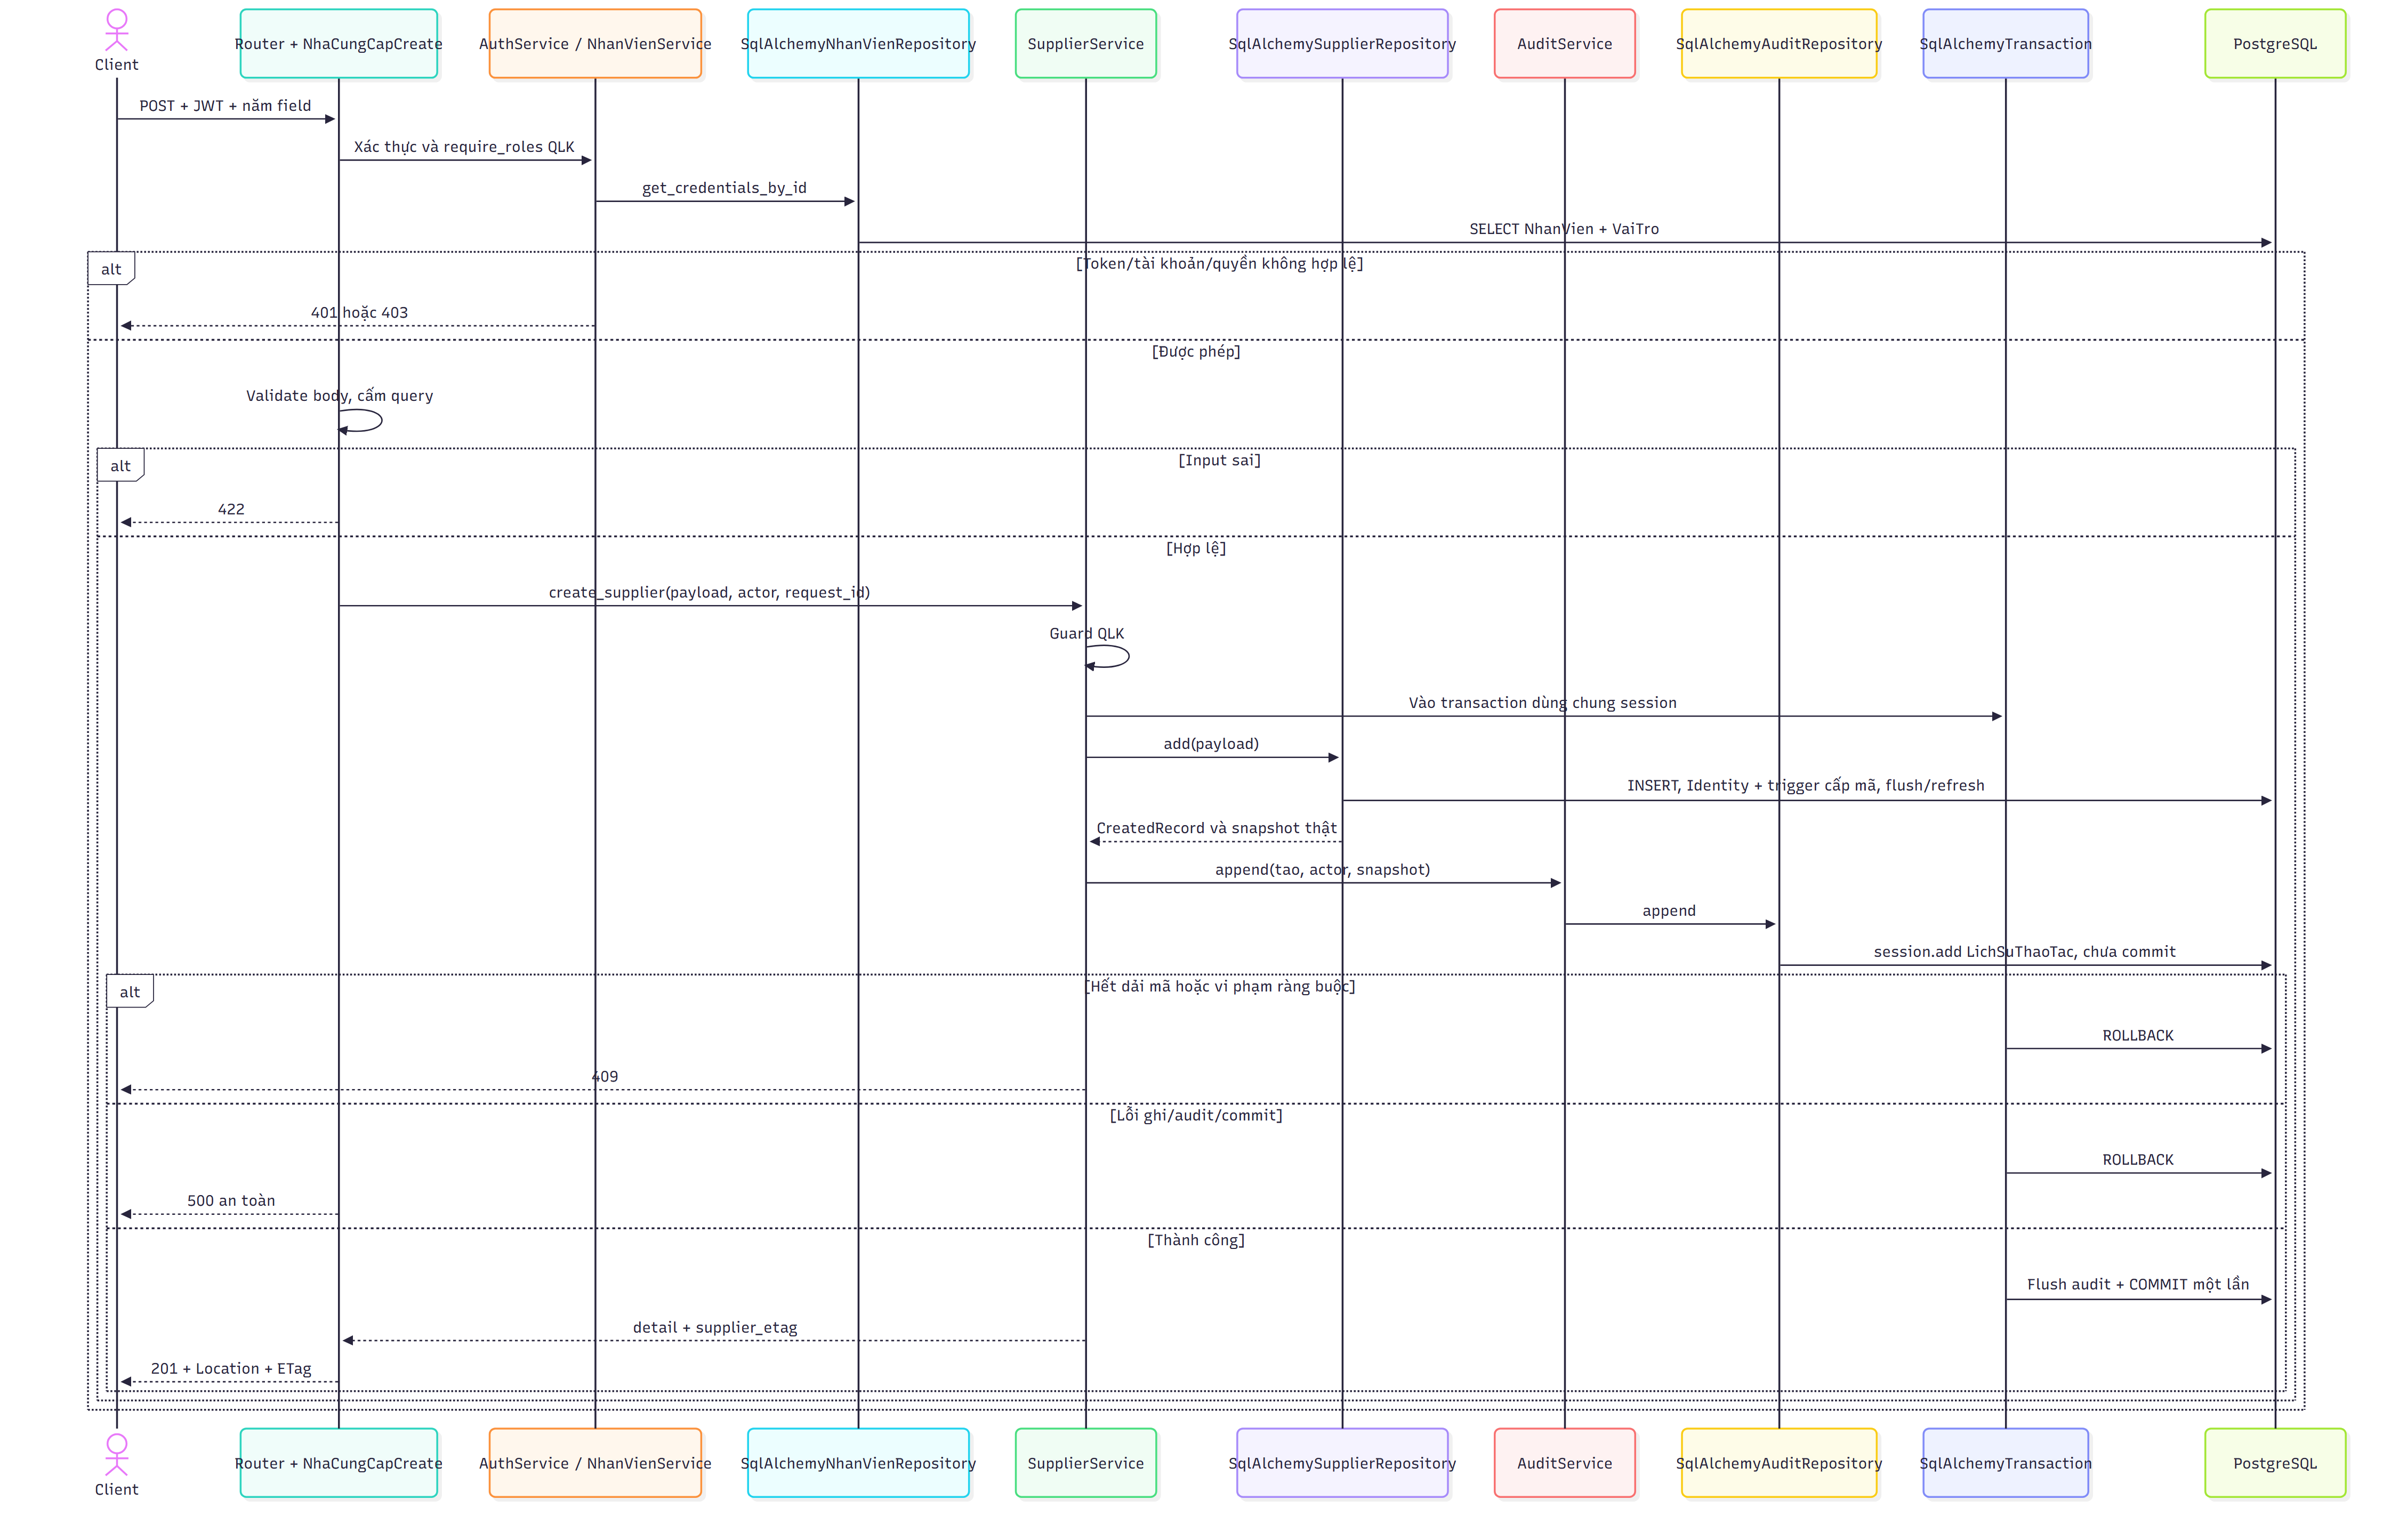 Client
Router + NhaCungCapCreate
AuthService / NhanVienService
SqlAlchemyNhanVienRepository
SupplierService
SqlAlchemySupplierRepository
AuditService
SqlAlchemyAuditRepository
SqlAlchemyTransaction
PostgreSQL
POST + JWT + năm field
Xác thực và require_roles QLK
get_credentials_by_id
SELECT NhanVien + VaiTro
alt
[Token/tài khoản/quyền không hợp lệ]
401 hoặc 403
[Được phép]
Validate body, cấm query
alt
[Input sai]
422
[Hợp lệ]
create_supplier(payload, actor, request_id)
Guard QLK
Vào transaction dùng chung session
add(payload)
INSERT, Identity + trigger cấp mã, flush/refresh
CreatedRecord và snapshot thật
append(tao, actor, snapshot)
append
session.add LichSuThaoTac, chưa commit
alt
[Hết dải mã hoặc vi phạm ràng buộc]
ROLLBACK
409
[Lỗi ghi/audit/commit]
ROLLBACK
500 an toàn
[Thành công]
Flush audit + COMMIT một lần
detail + supplier_etag
201 + Location + ETag
Client
Router + NhaCungCapCreate
AuthService / NhanVienService
SqlAlchemyNhanVienRepository
SupplierService
SqlAlchemySupplierRepository
AuditService
SqlAlchemyAuditRepository
SqlAlchemyTransaction
PostgreSQL